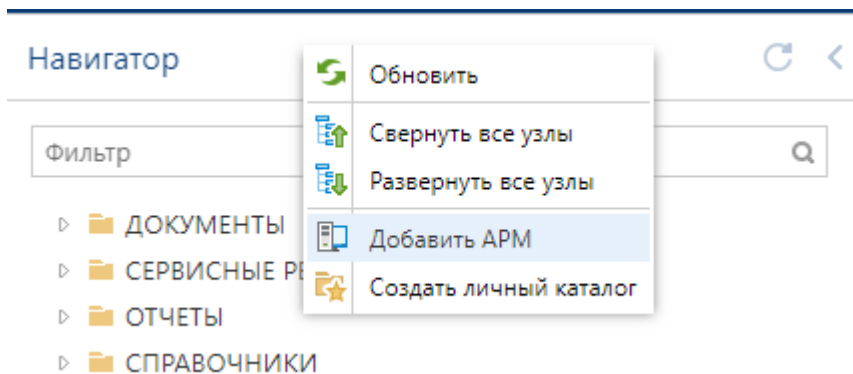 Навигатор
Обновить
Фильтр
Свернуть все узлы
Развернуть все узлы
ДОКУМЕНТЫ
Добавить АРМ
СЕРВИСНЫЕ
Создать личный каталог
ОТЧЕТЫ
СПРАВОЧНИКИ